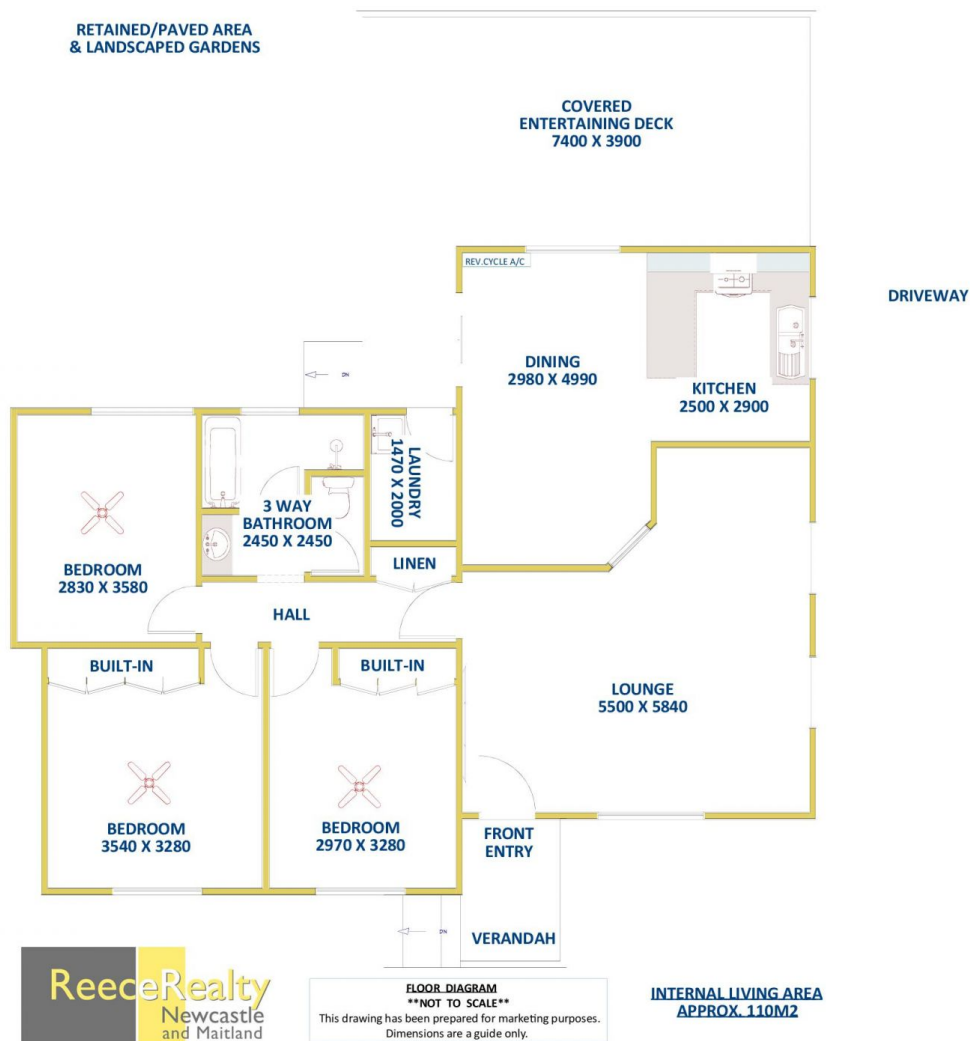 RETAINED/PAVED AREA
& LANDSCAPED GARDENS
COVERED
ENTERTAINING DECK
7400 X 3900
REV.CYCLE A/C
DRIVEWAY
DINING
2980 X 4990
KITCHEN
2500 X 2900
DN
LAUNDRY
1470 X 2000
3 WAY
BATHROOM
2450 X 2450
BEDROOM
2830 X 3580
LINEN
HALL
BUILT-IN
BUILT-IN
LOUNGE
5500 X 5840
BEDROOM
3540 X 3280
BEDROOM
2970 X 3280
FRONT
ENTRY
DN
VERANDAH
ReeceRealty
Newcastle
and Maitland
FLOOR DIAGRAM
**NOT TO SCALE**
This drawing has been prepared for marketing purposes.
Dimensions are a guide only.
INTERNAL LIVING AREA
APPROX. 110M2